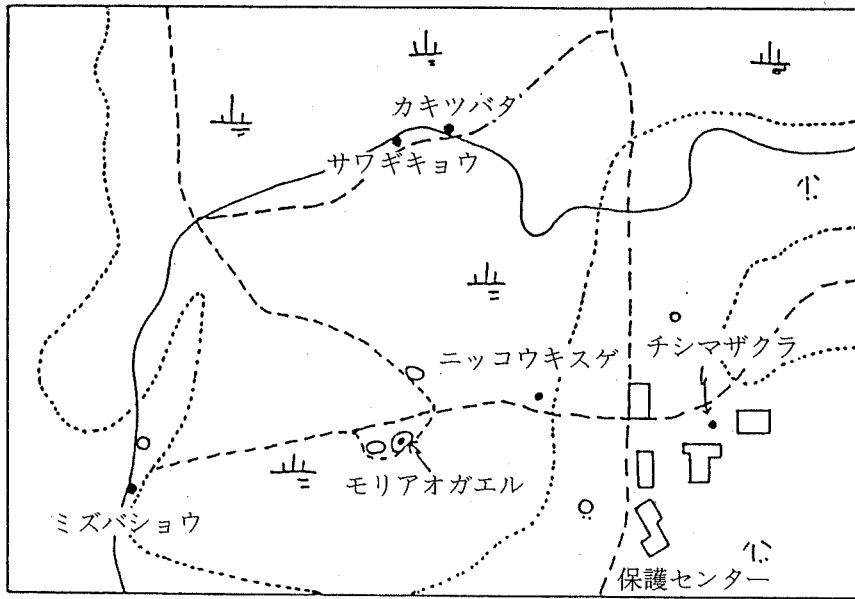 カキツバタ
サワギキョウ
ニッコウキスゲ
チシマザクラ
モリアオガエル
ミズバショウ
保護センター